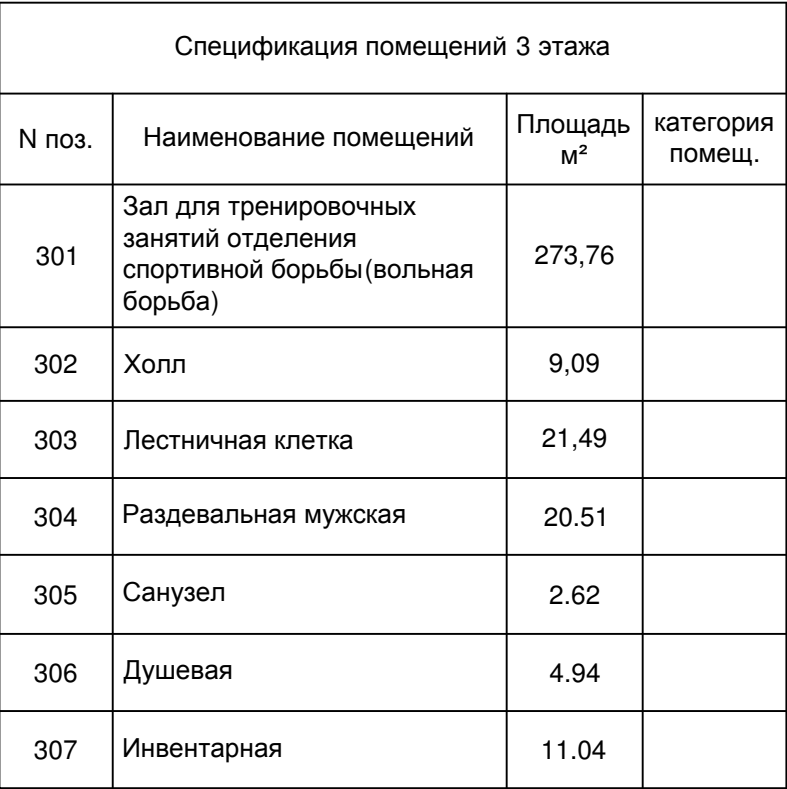 Спецификация помещений 3 этажа
N поз.
Наименование помещений
Площадь
м²
категория
помещ.
301
Зал для тренировочных
занятий отделения
спортивной борьбы(вольная
борьба)
273,76
302
Холл
9,09
303
Лестничная клетка
21,49
304
Раздевальная мужская
20.51
305
Санузел
2.62
306
Душевая
4.94
307
Инвентарная
11.04